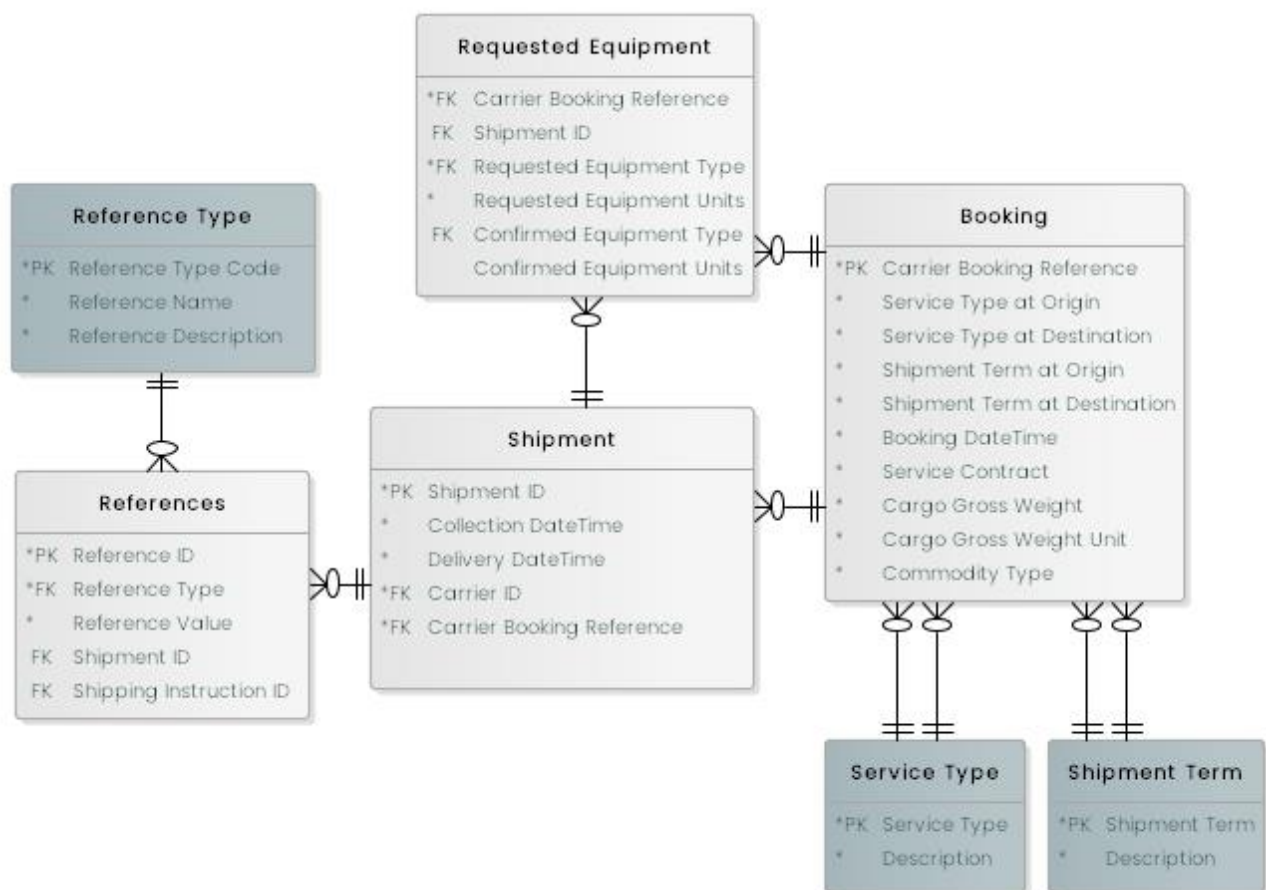 Requested Equipment
*FK Carrier Booking Reference
FK Shipment ID
*FK Requested Equipment Type
* Requested Equipment Units
FK Confirmed Equipment Type
Confirmed Equipment Units
Reference Type
*PK Reference Type Code
* Reference Name
* Reference Description
Booking
*PK Carrier Booking Reference
* Service Type at Origin
* Service Type at Destination
* Shipment Term at Origin
* Shipment Term at Destination
* Booking DateTime
* Service Contract
* Cargo Gross Weight
* Cargo Gross Weight Unit
* Commodity Type
Shipment
*PK Shipment ID
* Collection DateTime
* Delivery DateTime
*FK Carrier ID
*FK Carrier Booking Reference
References
*PK Reference ID
*FK Reference Type
* Reference Value
FK Shipment ID
FK Shipping Instruction ID
Service Type
*PK Service Type
* Description
Shipment Term
*PK Shipment Term
* Description